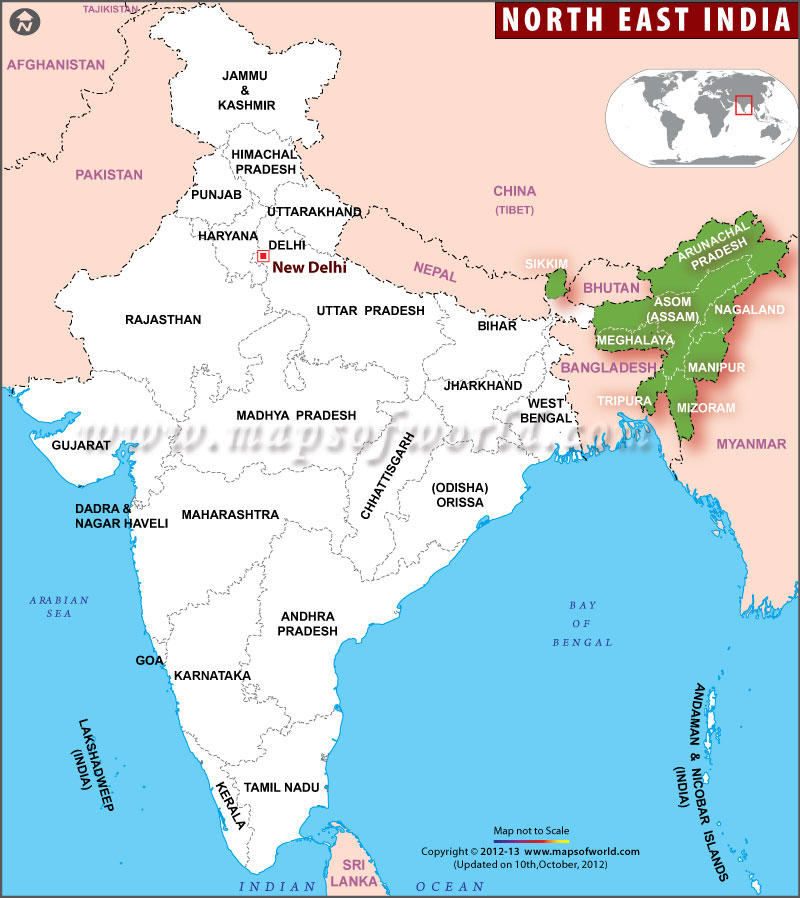 NORTH EAST INDIA
N
TAJIKISTAN
AFGHANISTAN
JAMMU
&
KASHMIR
HIMACHAL
PRADESH
PAKISTAN
PUNJAB
UTTARAKHAND
CHINA
(TIBET)
HARYANA
DELHI
New Delhi
NEPAL
SIKKIM
BHUTAN
ARUNACHAL
PRADESH
ASOM
(ASSAM)
NAGALAND
RAJASTHAN
UTTAR PRADESH
BIHAR
MEGHALAYA
BANGLADESH
MANIPUR
JHARKHAND
TRIPURA
MIZORAM
WEST
BENGAL
MADHYA PRADESH
www.mapsofworld.com
GUJARAT
MYANMAR
CHHATTISGARH
(ODISHA)
ORISSA
DADRA &
NAGAR HAVELI
MAHARASHTRA
ARABIAN
SEA
BAY
OF
BENGAL
ANDHRA
PRADESH
GOA
KARNATAKA
LAKSHADWEEP
(INDIA)
ANDAMAN & NICOBAR ISLANDS
(INDIA)
KERALA
TAMIL NADU
SRI
LANKA
INDIAN OCEAN
Map not to Scale
Copyright © 2012-13 www.mapsofworld.com
(Updated on 10th,October, 2012)